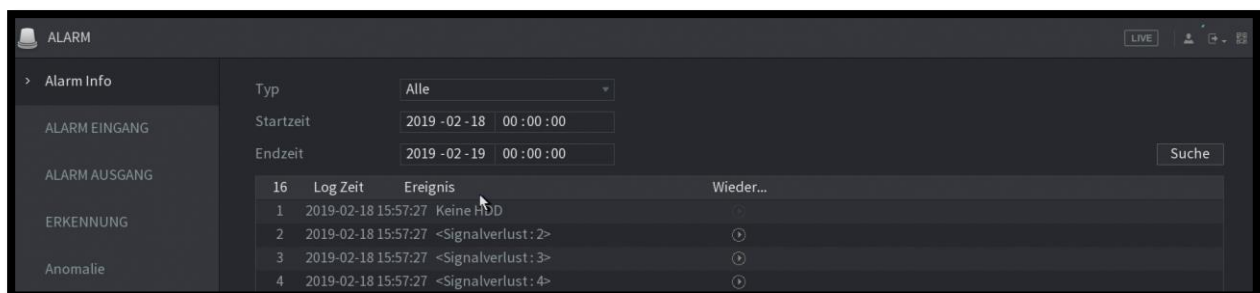 ALARM
LIVE
Alarm Info
ALARM EINGANG
ALARM AUSGANG
ERKENNUNG
Anomalie
Typ Alle
Startzeit 2019 -02 -18 00 :00 :00
Endzeit 2019 -02 -19 00 :00 :00
Suche
16 Log Zeit Ereignis Wieder...
1 2019-02-18 15:57:27 Keine HDD
2 2019-02-18 15:57:27 <Signalverlust : 2>
3 2019-02-18 15:57:27 <Signalverlust : 3>
4 2019-02-18 15:57:27 <Signalverlust : 4>